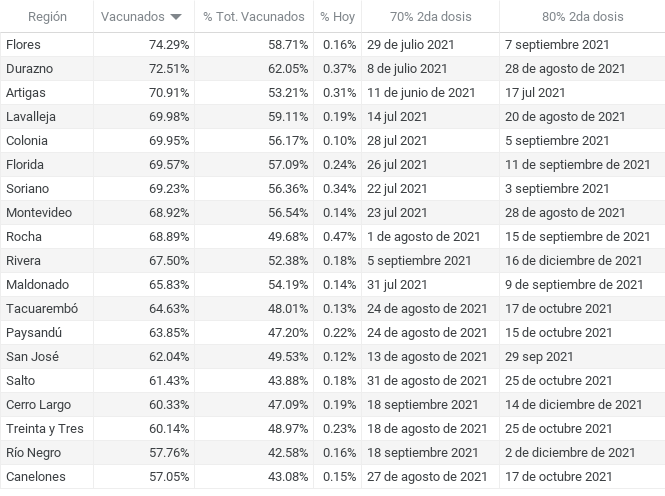 Región Vacunados % Tot. Vacunados % Hoy 70% 2da dosis 80% 2da dosis
Flores 74.29% 58.71% 0.16% 29 de julio 2021 7 septiembre 2021
Durazno 72.51% 62.05% 0.37% 8 de julio 2021 28 de agosto de 2021
Artigas 70.91% 53.21% 0.31% 11 de junio de 2021 17 jul 2021
Lavalleja 69.98% 59.11% 0.19% 14 jul 2021 20 de agosto de 2021
Colonia 69.95% 56.17% 0.10% 28 jul 2021 5 septiembre 2021
Florida 69.57% 57.09% 0.24% 26 jul 2021 11 de septiembre de 2021
Soriano 69.23% 56.36% 0.34% 22 jul 2021 3 septiembre 2021
Montevideo 68.92% 56.54% 0.14% 23 jul 2021 28 de agosto de 2021
Rocha 68.89% 49.68% 0.47% 1 de agosto de 2021 15 de septiembre de 2021
Rivera 67.50% 52.38% 0.18% 5 septiembre 2021 16 de diciembre de 2021
Maldonado 65.83% 54.19% 0.14% 31 jul 2021 9 de septiembre de 2021
Tacuarembó 64.63% 48.01% 0.13% 24 de agosto de 2021 17 de octubre 2021
Paysandú 63.85% 47.20% 0.22% 24 de agosto de 2021 15 de octubre 2021
San José 62.04% 49.53% 0.12% 13 de agosto de 2021 29 sep 2021
Salto 61.43% 43.88% 0.18% 31 de agosto de 2021 25 de octubre 2021
Cerro Largo 60.33% 47.09% 0.19% 18 septiembre 2021 14 de diciembre de 2021
Treinta y Tres 60.14% 48.97% 0.23% 18 de agosto de 2021 25 de octubre 2021
Río Negro 57.76% 42.58% 0.16% 18 septiembre 2021 2 de diciembre de 2021
Canelones 57.05% 43.08% 0.15% 27 de agosto de 2021 17 de octubre 2021